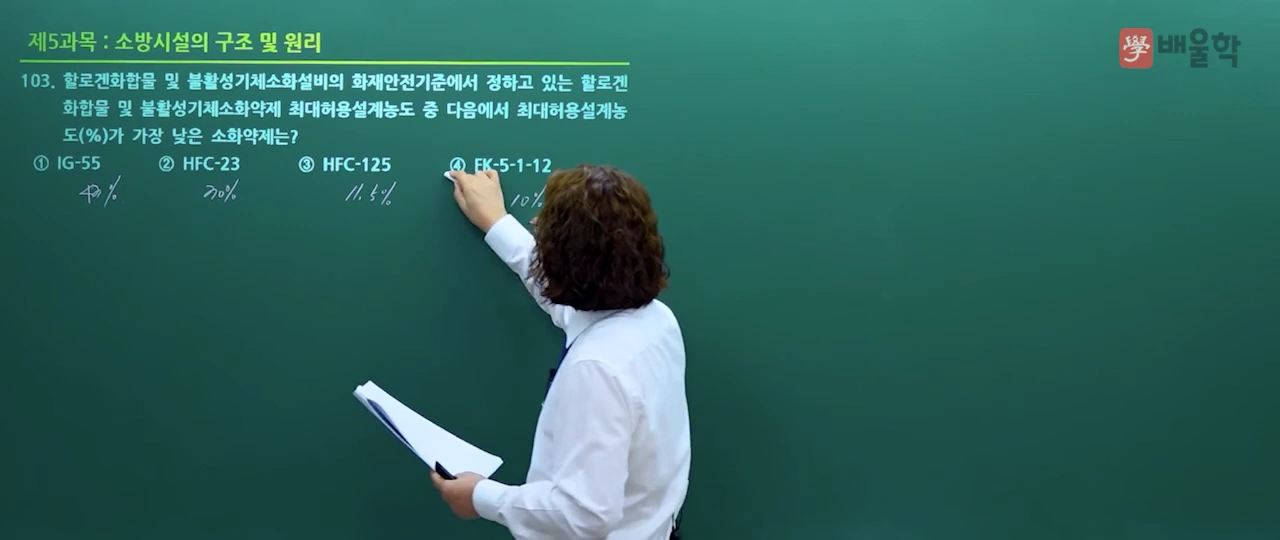 제5과목 : 소방시설의 구조 및 원리
學 배울학
103. 할로겐화합물 및 불활성기체소화설비의 화재안전기준에서 정하고 있는 할로겐
화합물 및 불활성기체소화약제 최대허용설계농도 중 다음에서 최대허용설계농
도(%)가 가장 낮은 소화약제는?
① IG-55 ② HFC-23 ③ HFC-125 ④ FK-5-1-12
43% 30% 11.5% 10%